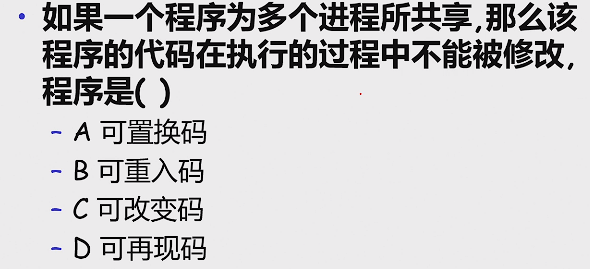 • 如果一个程序为多个进程所共享,那么该
程序的代码在执行的过程中不能被修改,
程序是( )
– A 可置换码
– B 可重入码
– C 可改变码
– D 可再现码